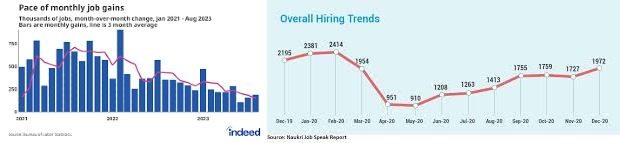 Pace of monthly job gains
Thousands of jobs, month-over-month change, Jan 2021 - Aug 2023
Bars are monthly gains, line is 3 month average
750
500
250
0
2021
2022
2023
Source: Bureau of Labor Statistics.
indeed
Overall Hiring Trends
2195
2381
2414
1954
951
910
1208
1263
1413
1755
1759
1727
1972
Dec-19
Jan-20
Feb-20
Mar-20
Apr-20
May-20
Jun-20
Jul-20
Aug-20
Sep-20
Oct-20
Nov-20
Dec-20
Source: Naukri Job Speak Report